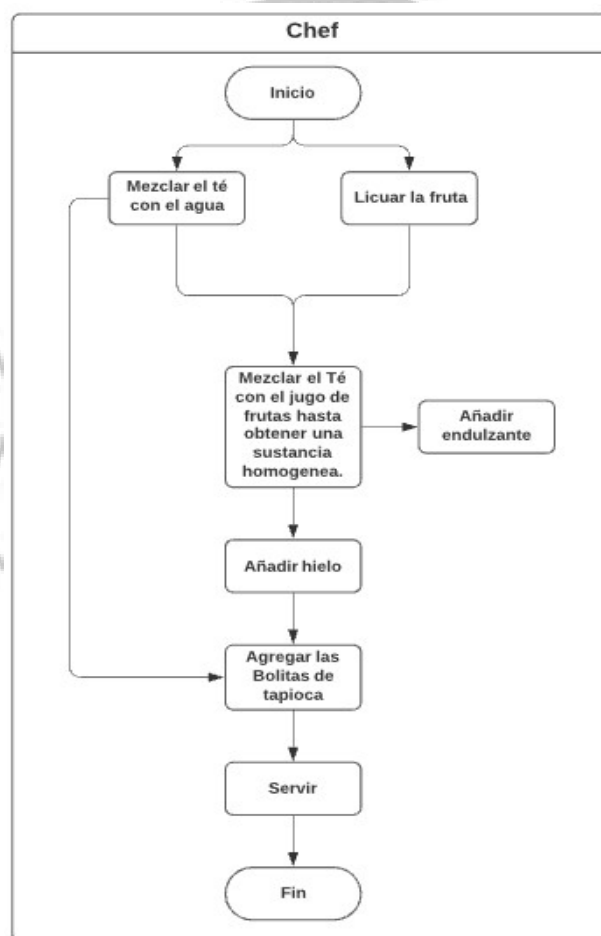 Chef
Inicio
Mezclar el té
con el agua
Licuar la fruta
Mezclar el Té
con el jugo de
frutas hasta
obtener una
sustancia
homogenea.
Añadir
endulzante
Añadir hielo
Agregar las
Bolitas de
tapioca
Servir
Fin